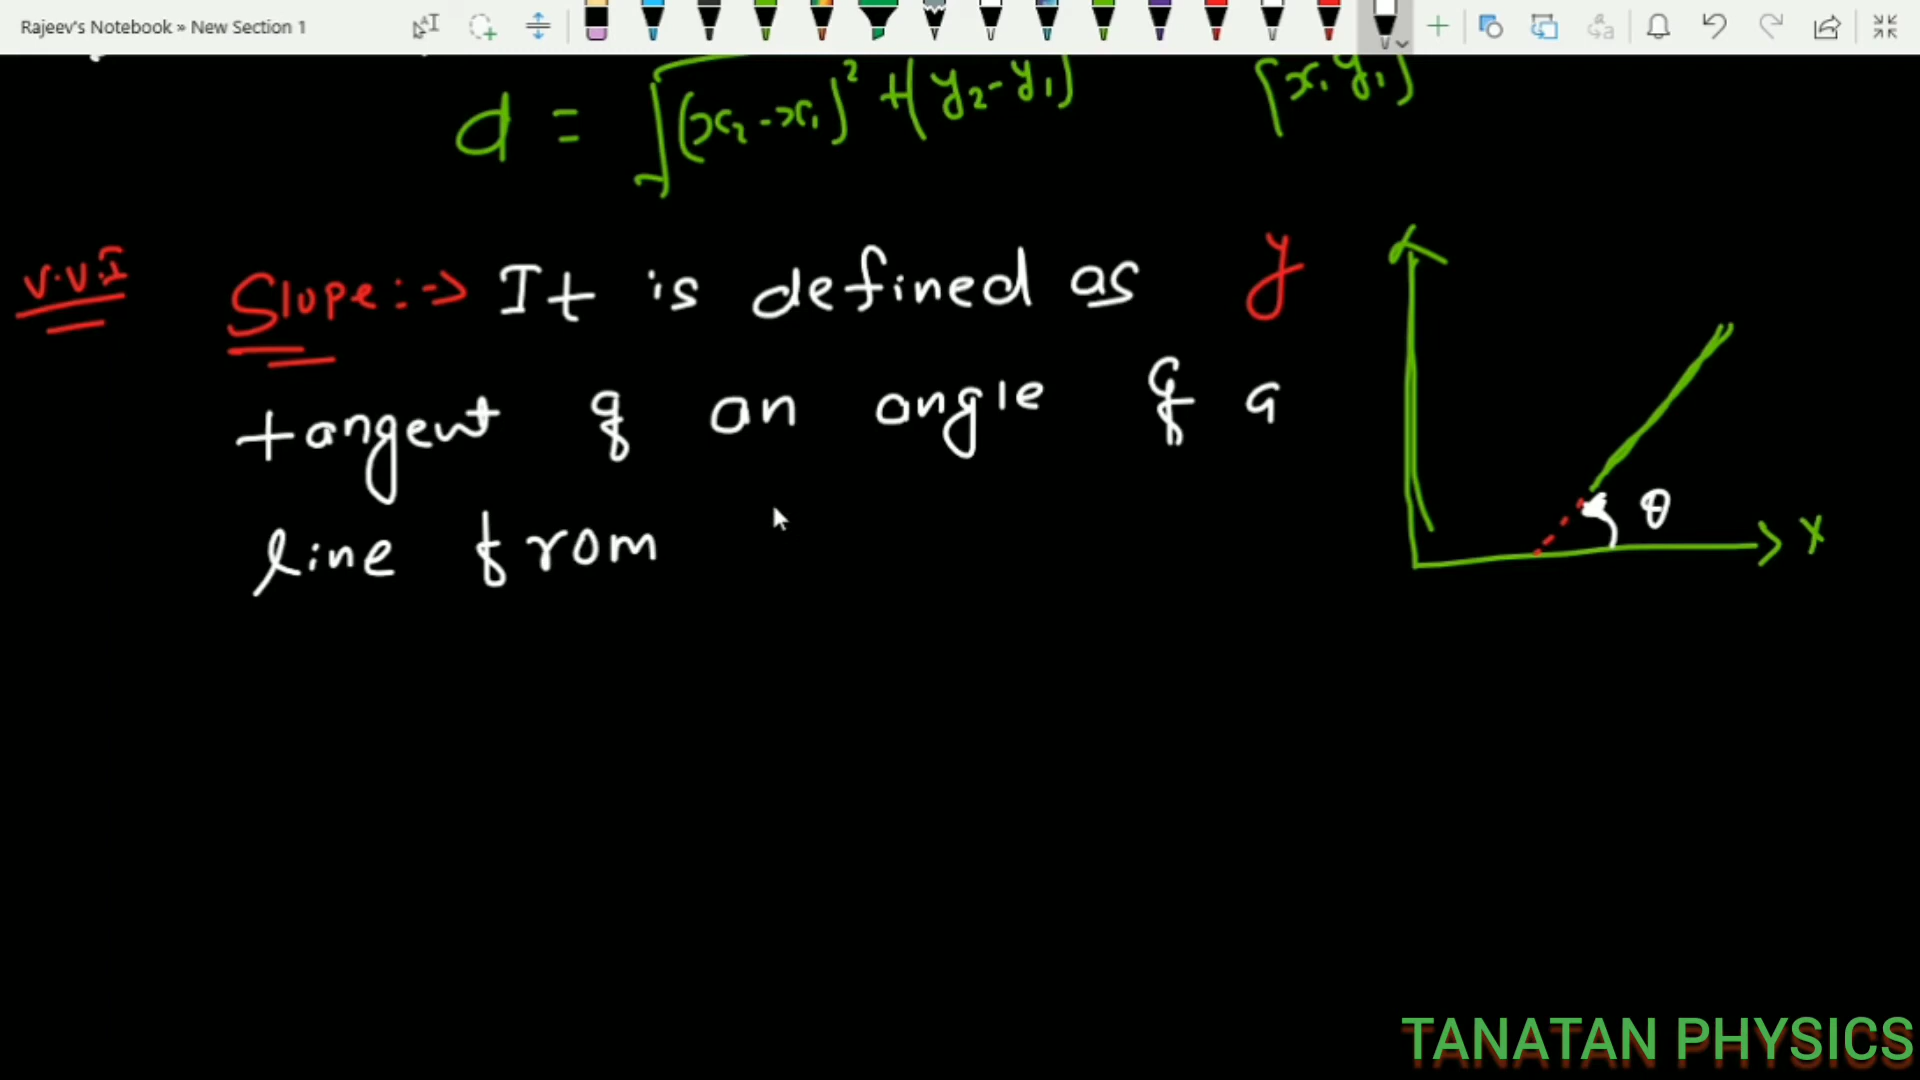 Rajeev's Notebook » New Section 1
d = √(x₂-x₁)² + (y₂-y₁)
(x₁ y₁)
V.V.I Slope :-> It is defined as
tangent of an angle of a
line from
y
θ
x
TANATAN PHYSICS